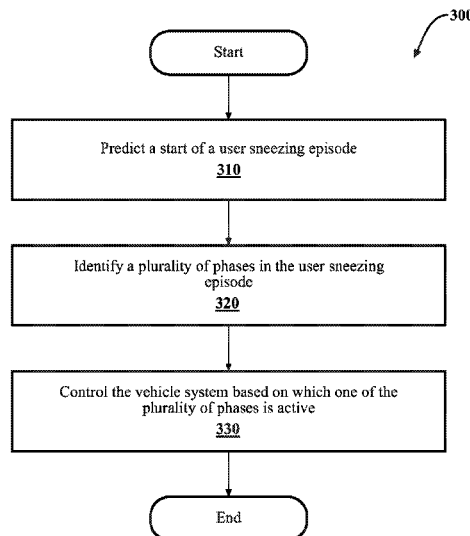 300
Start
Predict a start of a user sneezing episode
310
Identify a plurality of phases in the user sneezing
episode
320
Control the vehicle system based on which one of the
plurality of phases is active
330
End